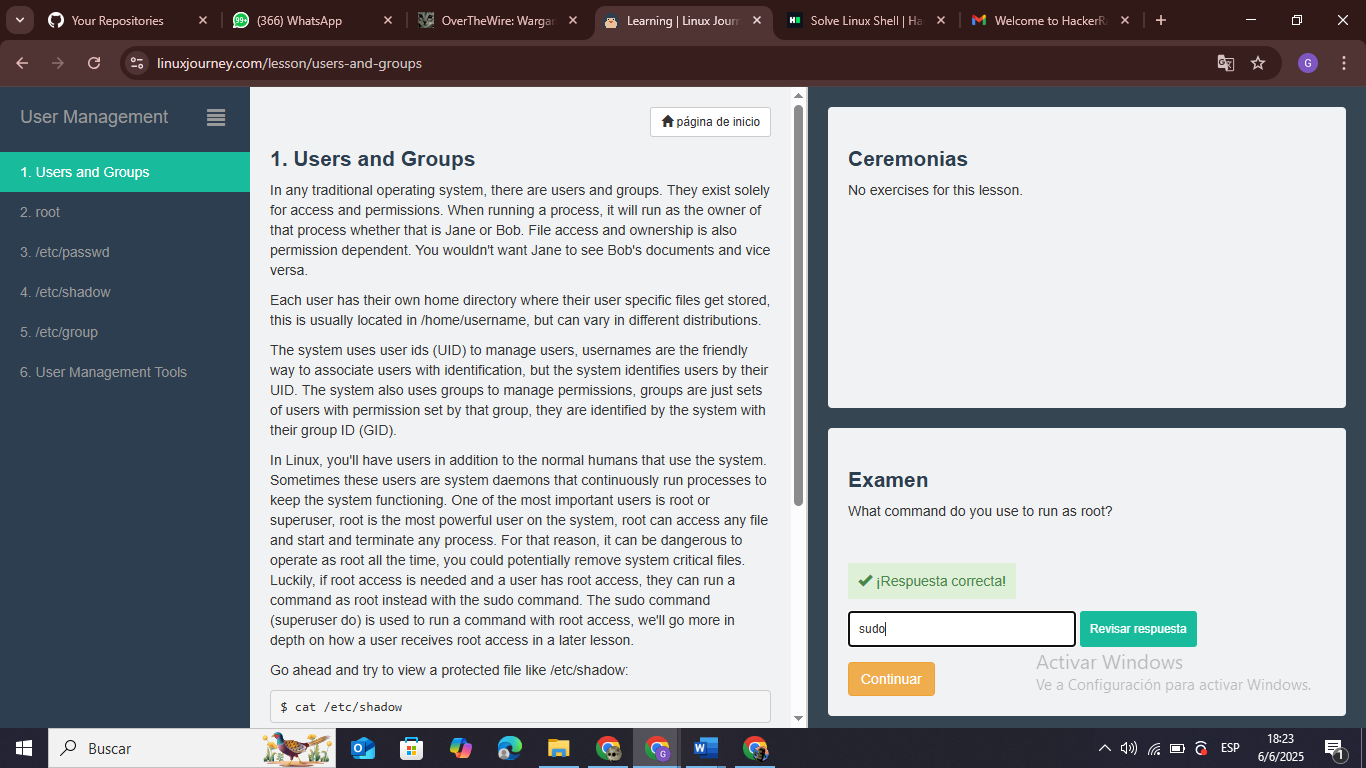 Your Repositories
(366) WhatsApp
OverTheWire: Wargar
Learning | Linux Journ
Solve Linux Shell | Ha
Welcome to HackerR
linuxjourney.com/lesson/users-and-groups
G
User Management
1. Users and Groups
2. root
3. /etc/passwd
4. /etc/shadow
5. /etc/group
6. User Management Tools
página de inicio
1. Users and Groups
In any traditional operating system, there are users and groups. They exist solely
for access and permissions. When running a process, it will run as the owner of
that process whether that is Jane or Bob. File access and ownership is also
permission dependent. You wouldn't want Jane to see Bob's documents and vice
versa.
Each user has their own home directory where their user specific files get stored,
this is usually located in /home/username, but can vary in different distributions.
The system uses user ids (UID) to manage users, usernames are the friendly
way to associate users with identification, but the system identifies users by their
UID. The system also uses groups to manage permissions, groups are just sets
of users with permission set by that group, they are identified by the system with
their group ID (GID).
In Linux, you'll have users in addition to the normal humans that use the system.
Sometimes these users are system daemons that continuously run processes to
keep the system functioning. One of the most important users is root or
superuser, root is the most powerful user on the system, root can access any file
and start and terminate any process. For that reason, it can be dangerous to
operate as root all the time, you could potentially remove system critical files.
Luckily, if root access is needed and a user has root access, they can run a
command as root instead with the sudo command. The sudo command
(superuser do) is used to run a command with root access, we'll go more in
depth on how a user receives root access in a later lesson.
Go ahead and try to view a protected file like /etc/shadow:
$ cat /etc/shadow
Ceremonias
No exercises for this lesson.
Examen
What command do you use to run as root?
¡Respuesta correcta!
sudo
Revisar respuesta
Continuar
Activar Windows
Ve a Configuración para activar Windows.
Buscar
ESP
18:23
6/6/2025
1